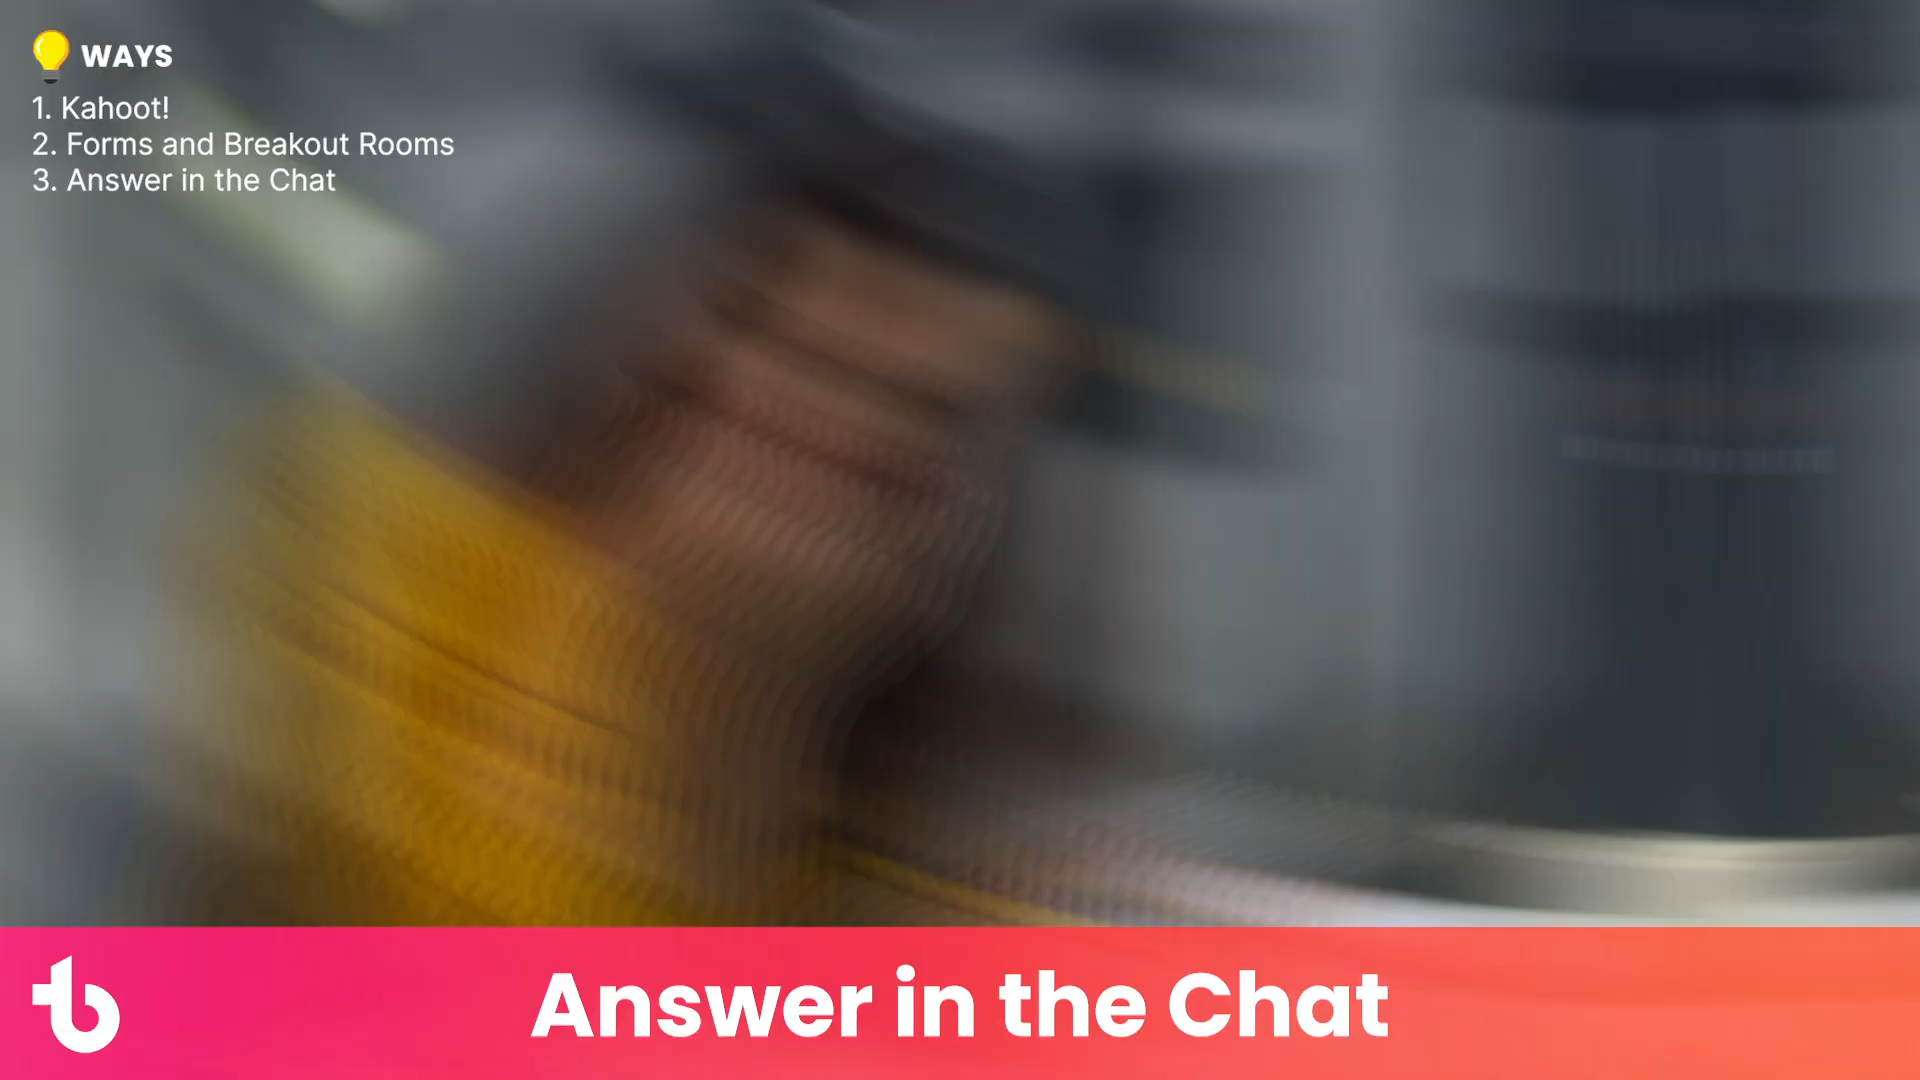 WAYS
1. Kahoot!
2. Forms and Breakout Rooms
3. Answer in the Chat
Answer in the Chat